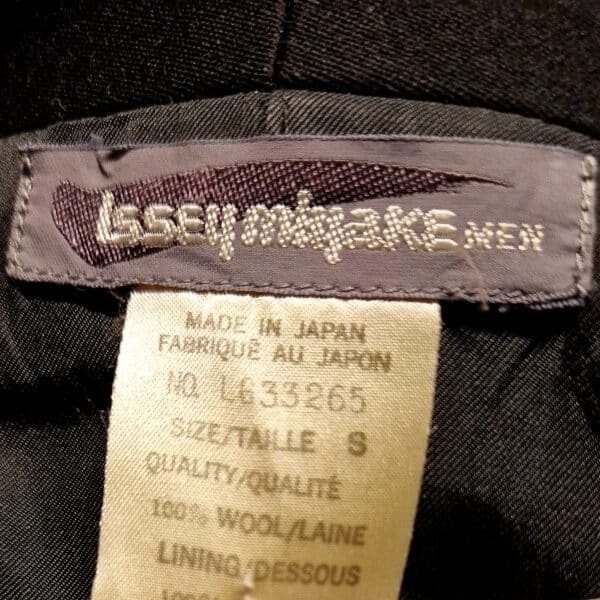 Issey miyake MEN
MADE IN JAPAN
FABRIQUÉ AU JAPON
NO. L633265
SIZE/TAILLE S
QUALITY/QUALITÉ
100% WOOL/LAINE
LINING/DESSOUS